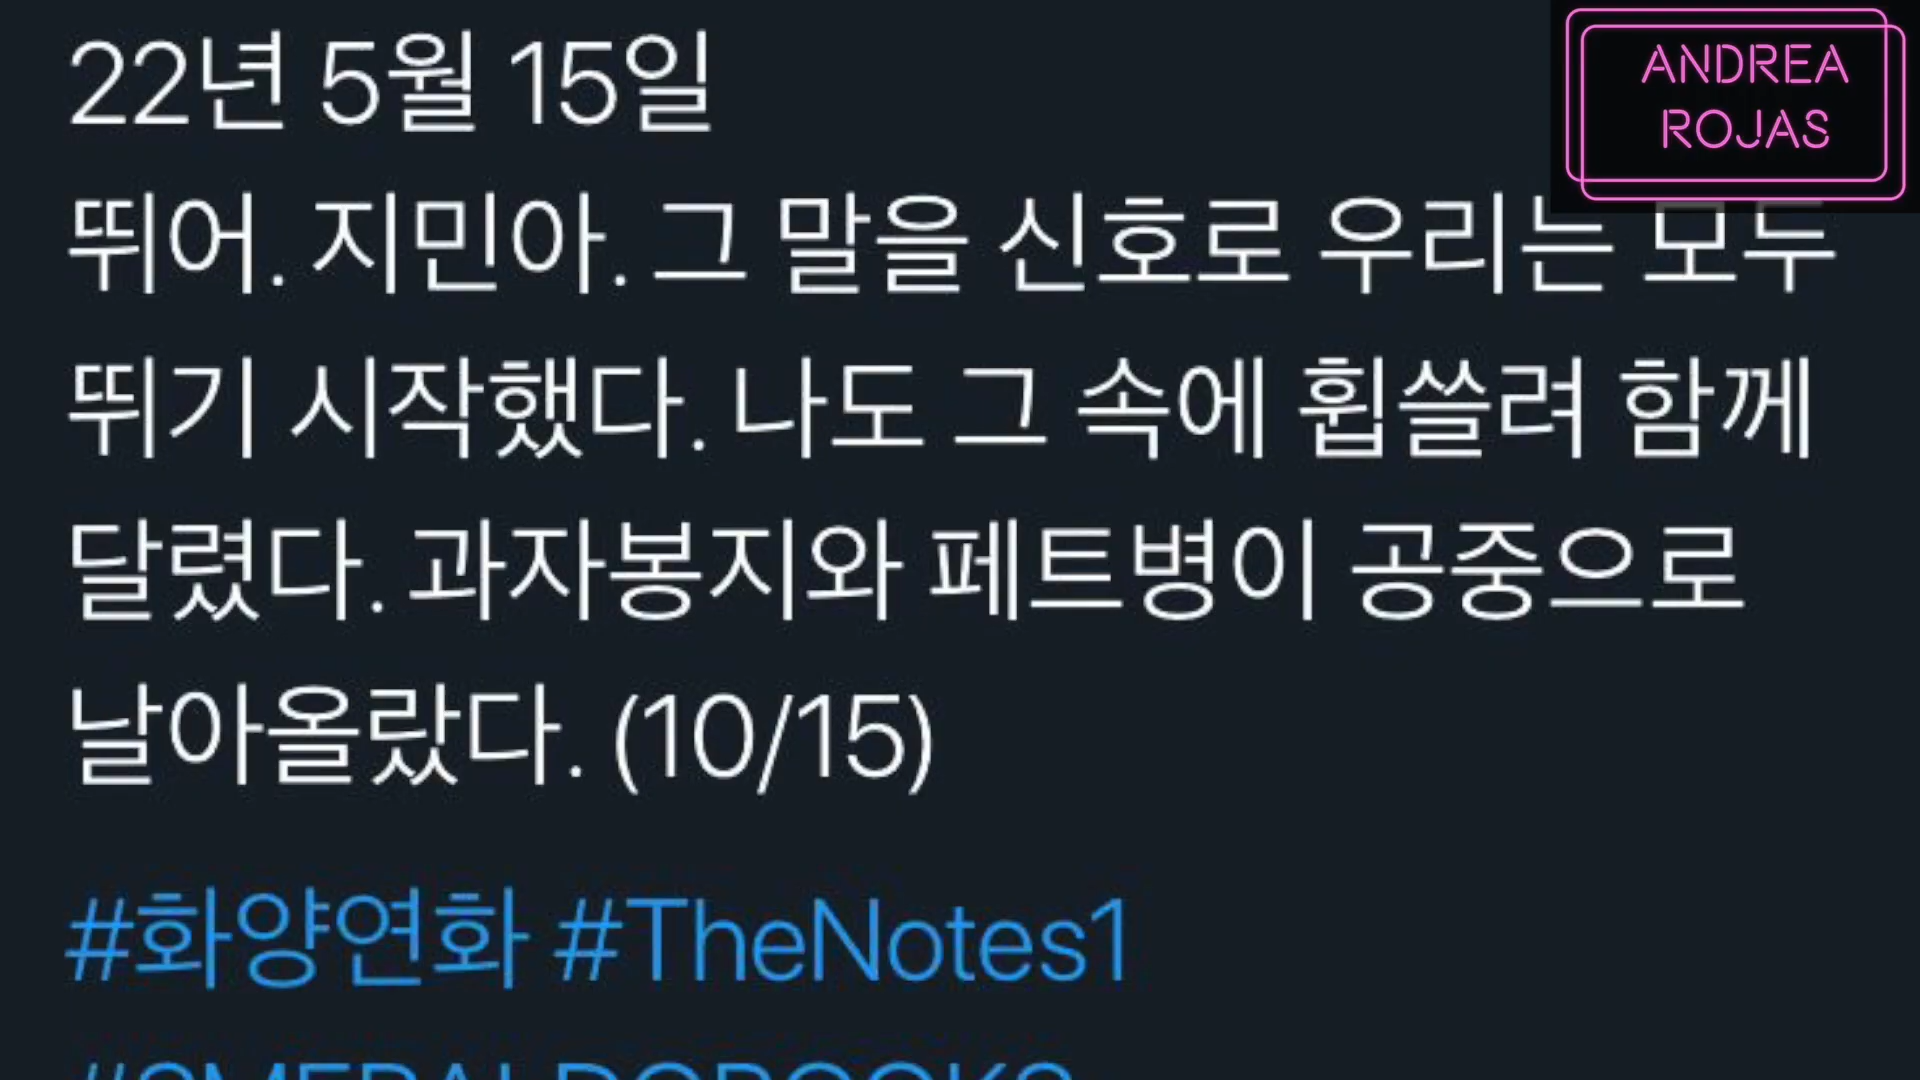 22년 5월 15일
뛰어. 지민아. 그 말을 신호로 우리는 모두
뛰기 시작했다. 나도 그 속에 휩쓸려 함께
달렸다. 과자봉지와 페트병이 공중으로
날아올랐다. (10/15)
#화양연화 #TheNotes1
#SMERALDOBOOKS
ANDREA
ROJAS